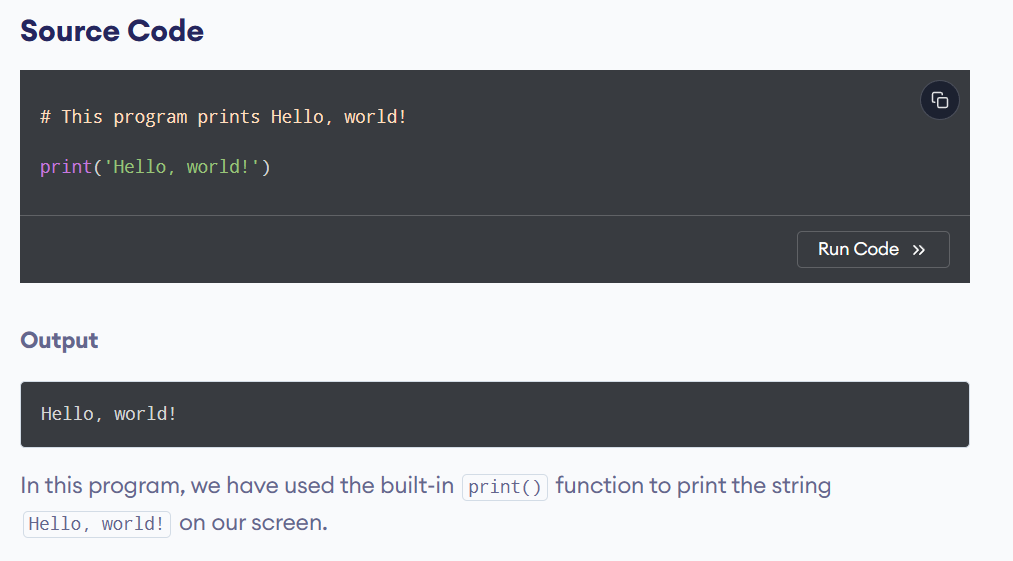 Source Code
# This program prints Hello, world!
print('Hello, world!')
Run Code »
Output
Hello, world!
In this program, we have used the built-in print() function to print the string
Hello, world! on our screen.